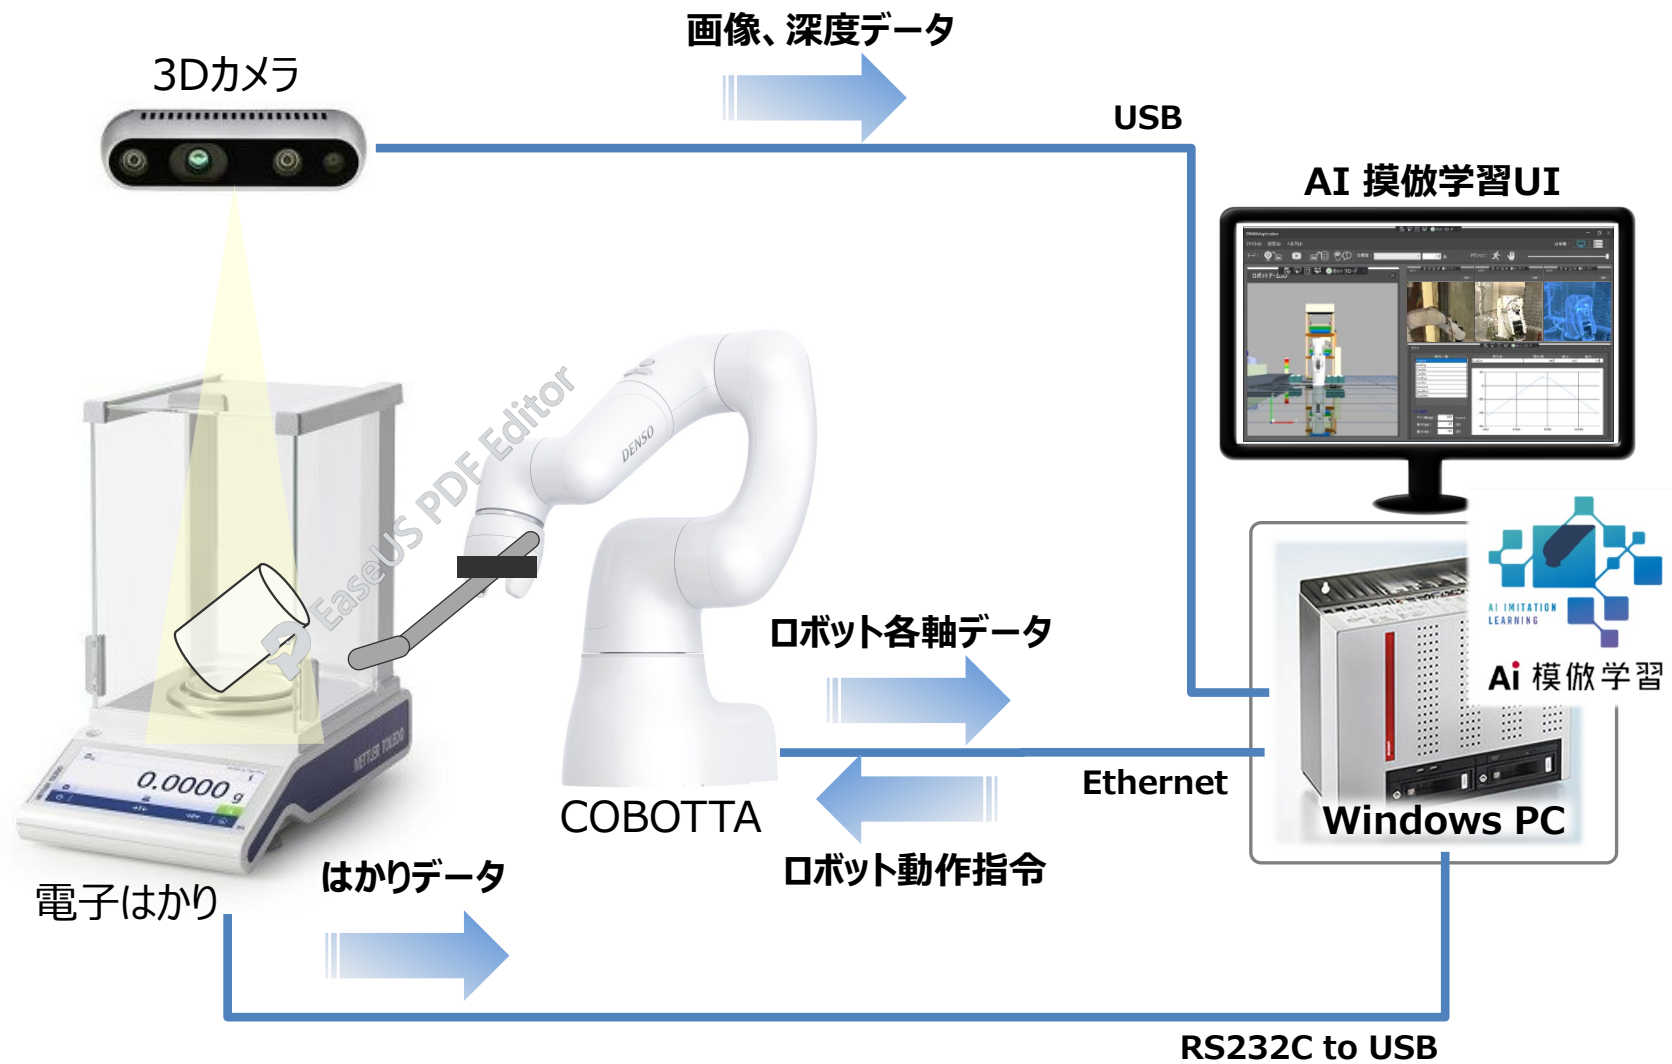 画像、深度データ
3Dカメラ
USB
AI 摸倣学習UI
DENSO
EaseUS PDF Editor
AI IMITATION
LEARNING
Ai 模倣学習
ロボット各軸データ
METTLER TOLEDO
0.0000 g
Ethernet
COBOTTA
Windows PC
ロボット動作指令
はかりデータ
電子はかり
RS232C to USB